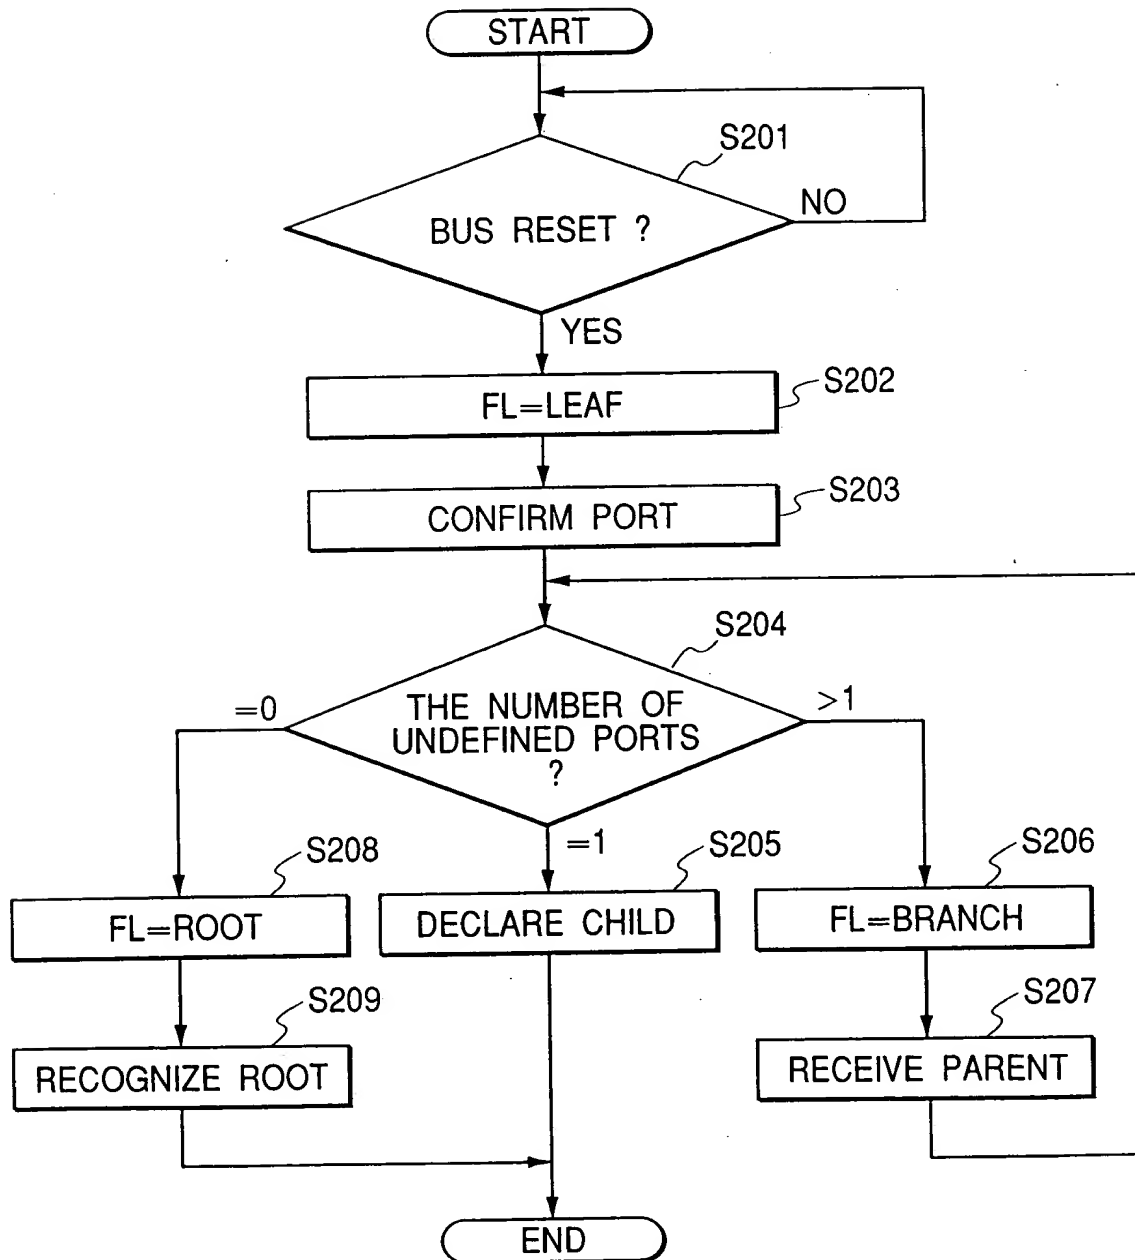 START
S201
BUS RESET ?
NO
YES
S202
FL=LEAF
S203
CONFIRM PORT
S204
=0
THE NUMBER OF
UNDEFINED PORTS
?
>1
=1
S208
S205
S206
FL=ROOT
DECLARE CHILD
FL=BRANCH
S209
S207
RECOGNIZE ROOT
RECEIVE PARENT
END